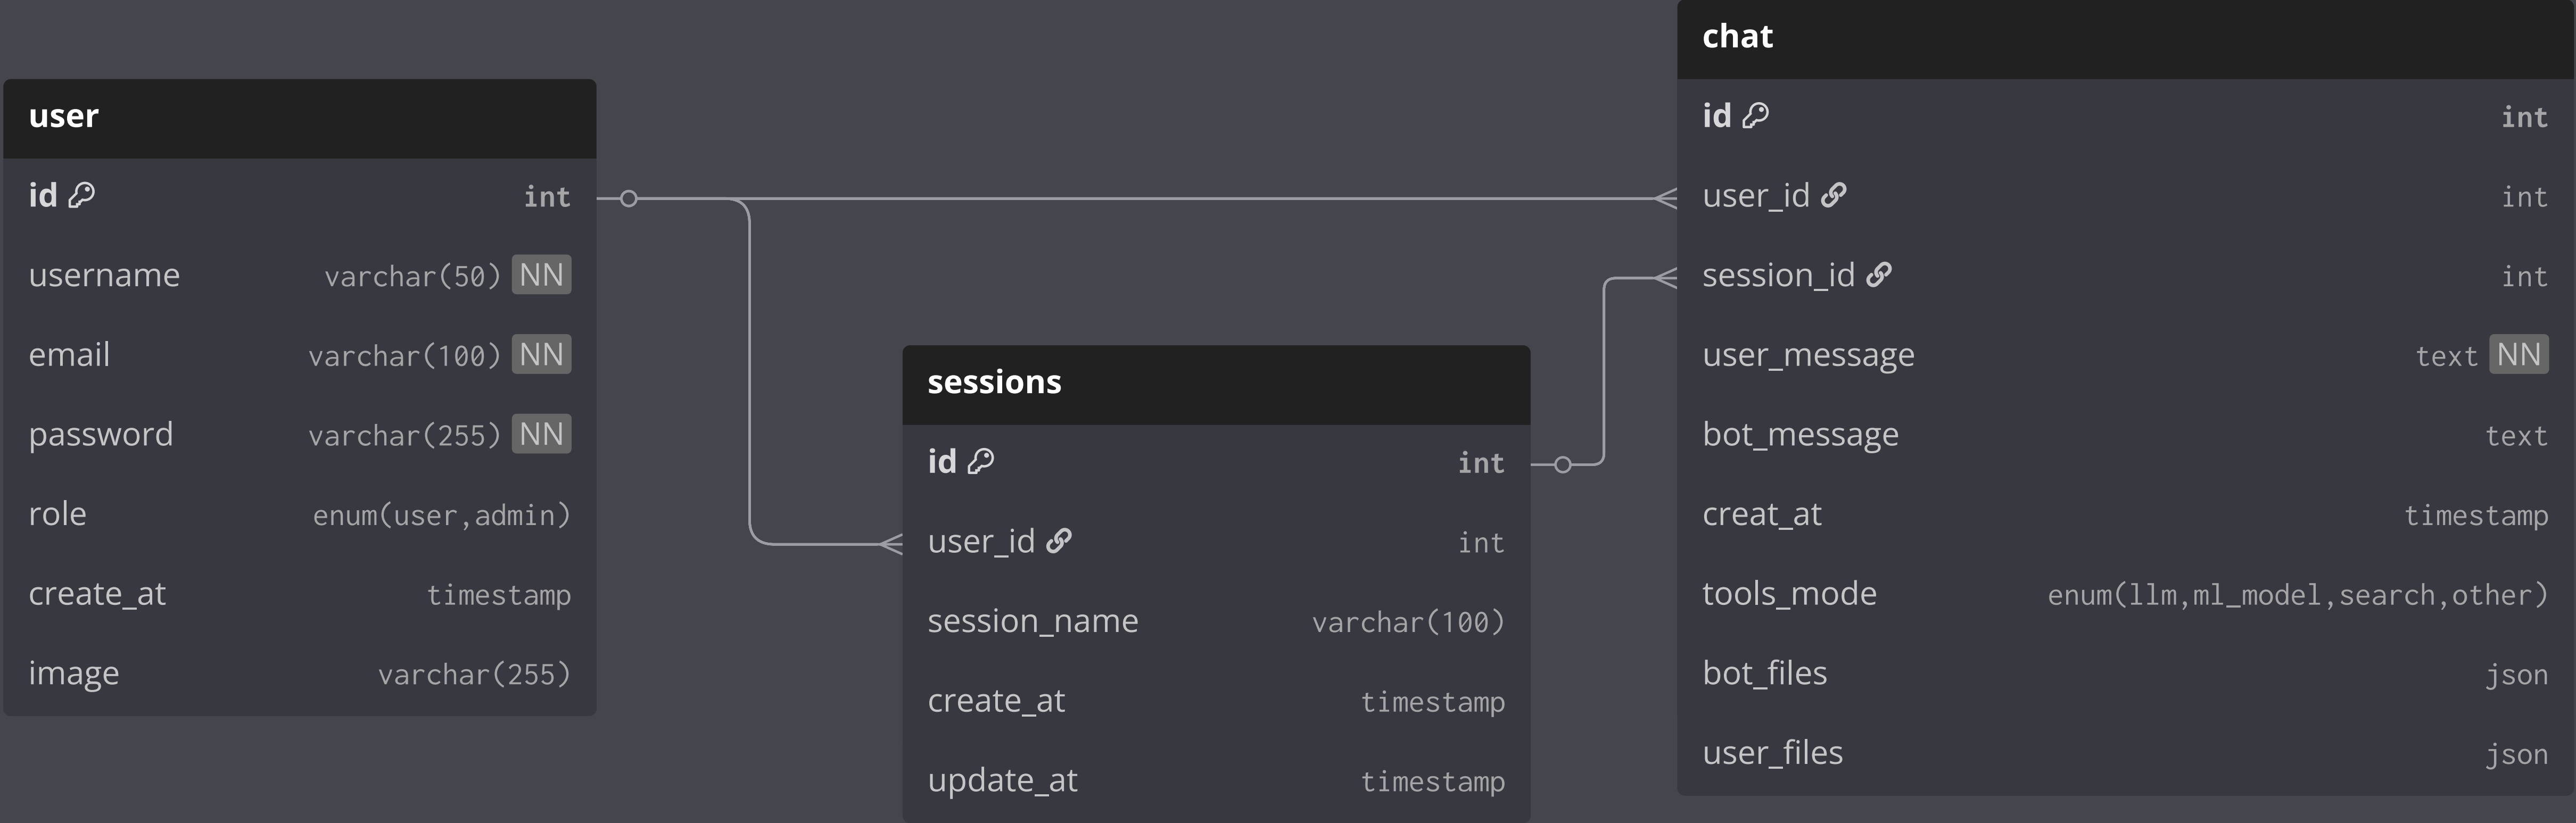 user
id int
username varchar(50) NN
email varchar(100) NN
password varchar(255) NN
role enum(user,admin)
create_at timestamp
image varchar(255)
sessions
id int
user_id int
session_name varchar(100)
create_at timestamp
update_at timestamp
chat
id int
user_id int
session_id int
user_message text NN
bot_message text
creat_at timestamp
tools_mode enum(llm,ml_model,search,other)
bot_files json
user_files json